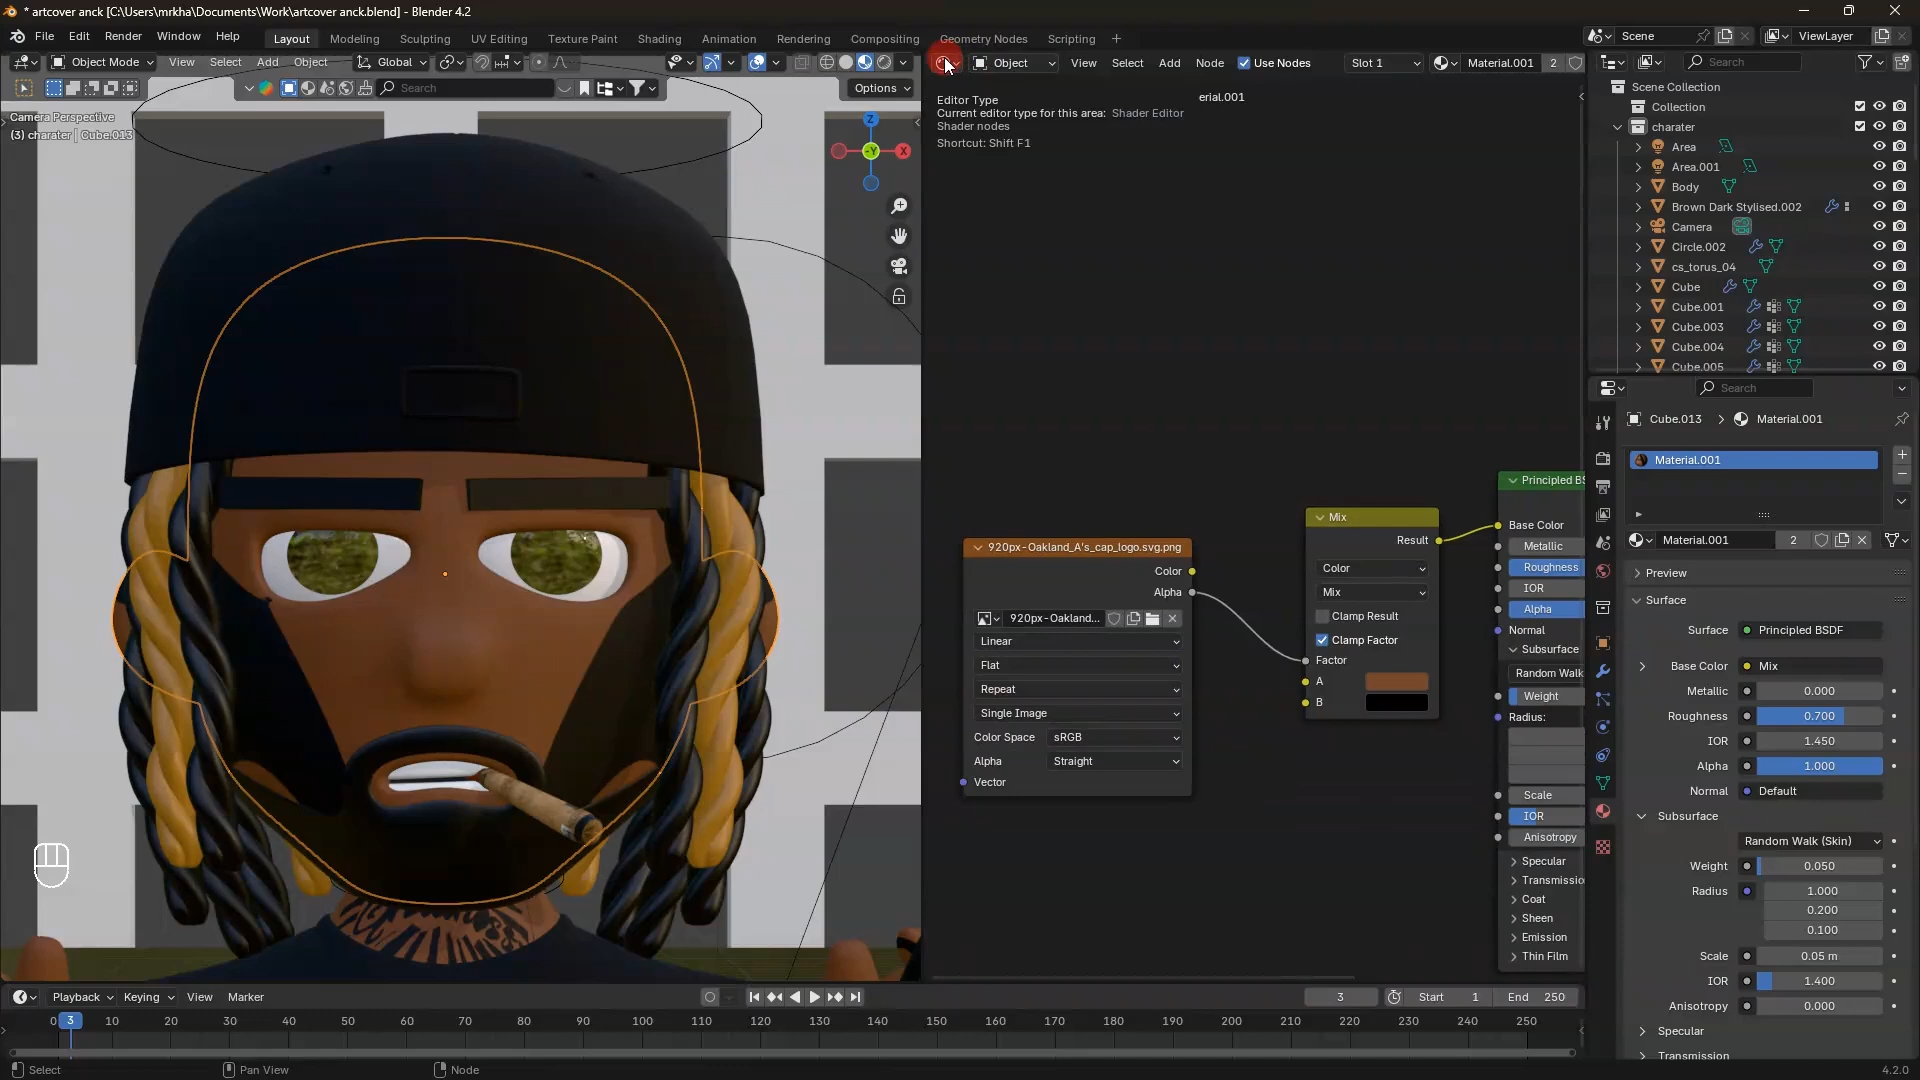 * artcover anck [C:\Users\mrkha\Documents\Work\artcover anck.blend] - Blender 4.2
File Edit Render Window Help
Layout Modeling Sculpting UV Editing Texture Paint Shading Animation Rendering Compositing Geometry Nodes Scripting +
Scene
ViewLayer
Object Mode View Select Add Object
Global
Object View Select Add Node Use Nodes
Slot 1
Material.001 2
Search
Search
Options
Camera Perspective
(3) charater | Cube.013
Z
-Y
X
erial.001
Editor Type
Current editor type for this area: Shader Editor
Shader nodes
Shortcut: Shift F1
Scene Collection
Collection
charater
Area
Area.001
Body
Brown Dark Stylised.002
Camera
Circle.002
cs_torus_04
Cube
Cube.001
Cube.003
Cube.004
Cube.005
920px-Oakland_A's_cap_logo.svg.png
Color
Alpha
920px-Oakland...
Linear
Flat
Repeat
Single Image
Color Space sRGB
Alpha Straight
Vector
Mix
Result
Color
Mix
Clamp Result
Clamp Factor
Factor
A
B
Principled BS
Base Color
Metallic
Roughness
IOR
Alpha
Normal
Subsurface
Random Walk
Weight
Radius:
Scale
IOR
Anisotropy
Specular
Transmissio
Coat
Sheen
Emission
Thin Film
Search
Cube.013 > Material.001
Material.001
Material.001 2
Preview
Surface
Surface Principled BSDF
Base Color Mix
Metallic 0.000
Roughness 0.700
IOR 1.450
Alpha 1.000
Normal Default
Subsurface
Random Walk (Skin)
Weight 0.050
Radius 1.000
0.200
0.100
Scale 0.05 m
IOR 1.400
Anisotropy 0.000
Specular
Transmission
Playback Keying View Marker
3
Start 1
End 250
0 3 10 20 30 40 50 60 70 80 90 100 110 120 130 140 150 160 170 180 190 200 210 220 230 240 250
Select Pan View Node
4.2.0